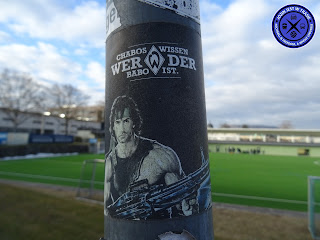 CHABOS WISSEN
WER DER
BABO IST.